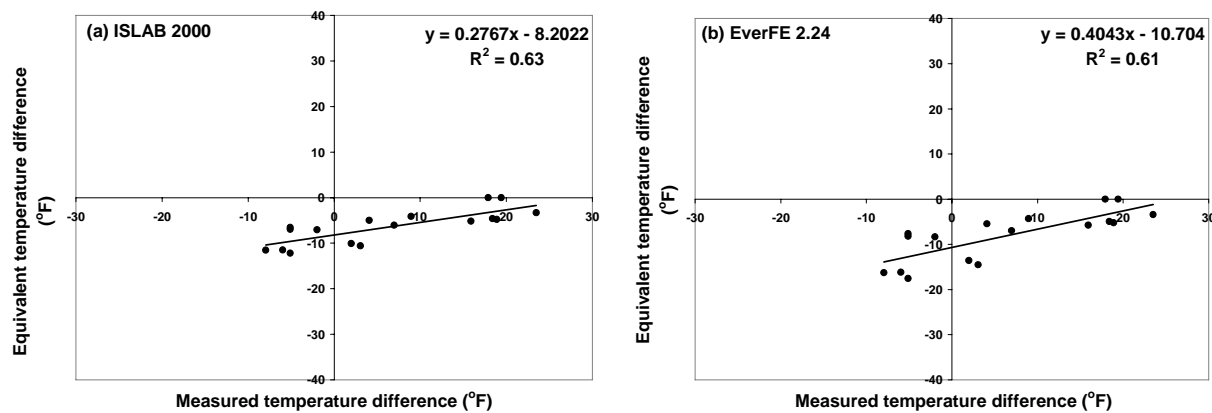 (a) ISLAB 2000
y = 0.2767x - 8.2022
R² = 0.63
40
30
20
10
0
-10
-20
-30
-40
-30 -20 -10 0 10 20 30
Equivalent temperature difference
(°F)
Measured temperature difference (°F)
(b) EverFE 2.24
y = 0.4043x - 10.704
R² = 0.61
40
30
20
10
0
-10
-20
-30
-40
-30 -20 -10 0 10 20 30
Equivalent temperature difference
(°F)
Measured temperature difference (°F)